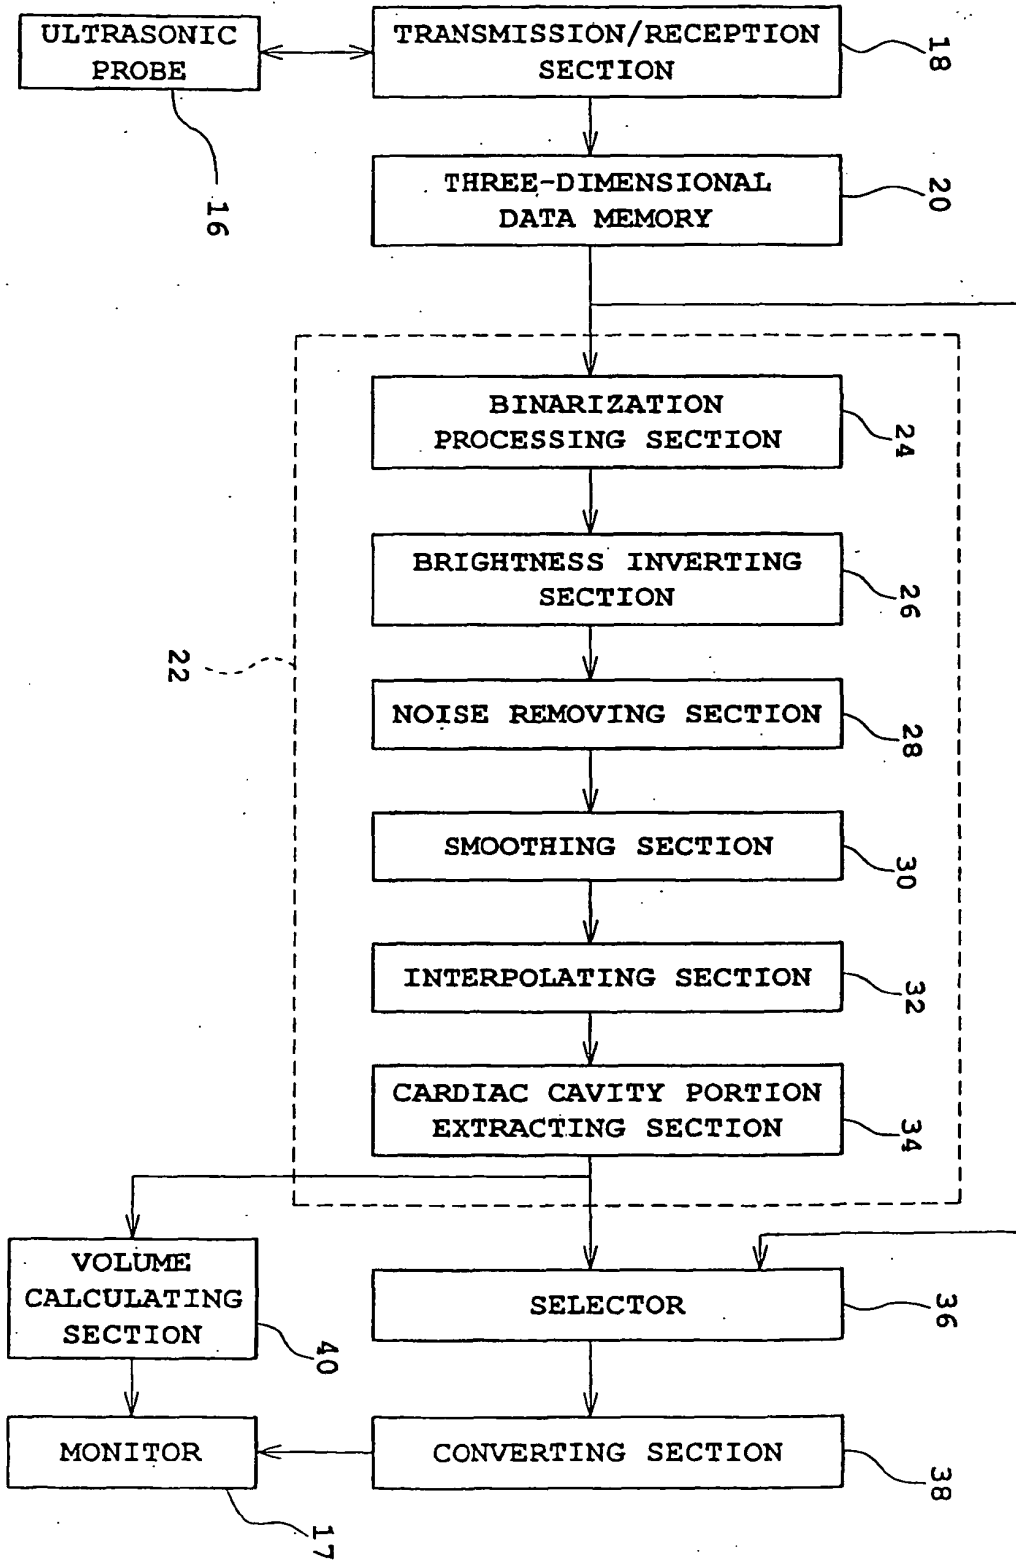 ULTRASONIC
PROBE
16
TRANSMISSION/RECEPTION
SECTION
18
THREE-DIMENSIONAL
DATA MEMORY
20
22
BINARIZATION
PROCESSING SECTION
24
BRIGHTNESS INVERTING
SECTION
26
NOISE REMOVING SECTION
28
SMOOTHING SECTION
30
INTERPOLATING SECTION
32
CARDIAC CAVITY PORTION
EXTRACTING SECTION
34
VOLUME
CALCULATING
SECTION
40
SELECTOR
36
MONITOR
17
CONVERTING SECTION
38